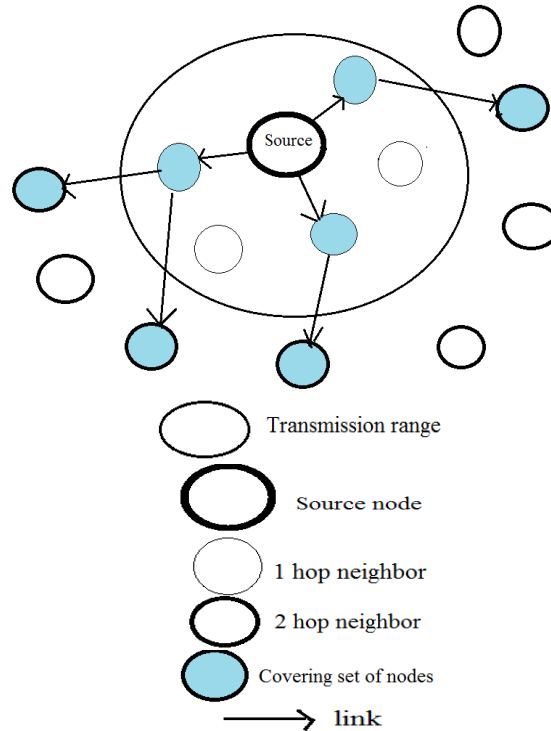 Source
Transmission range
Source node
1 hop neighbor
2 hop neighbor
Covering set of nodes
link